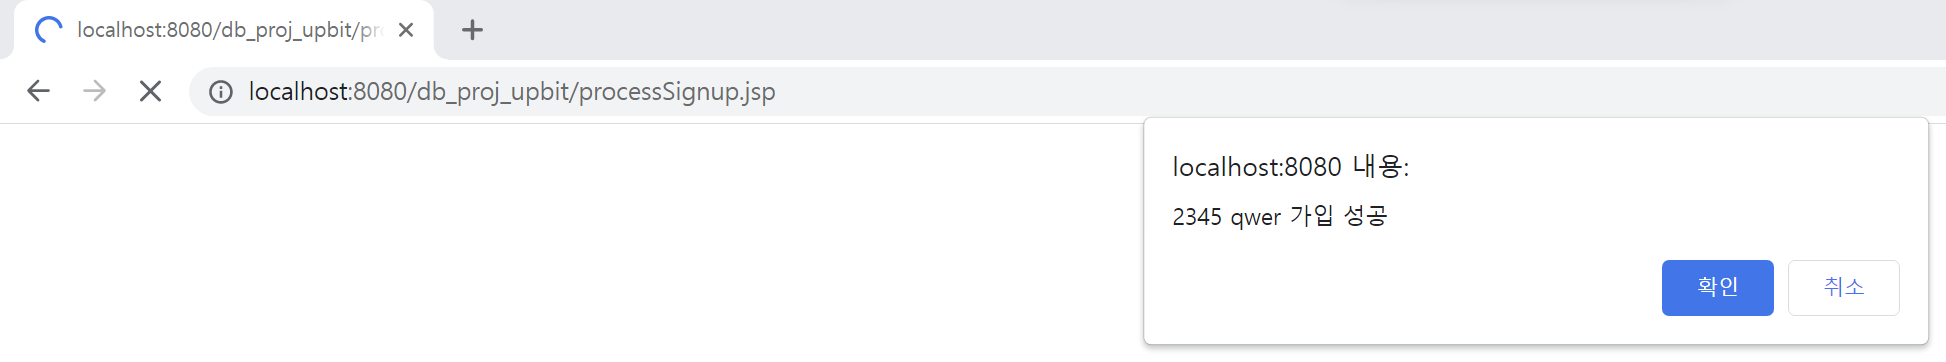 localhost:8080/db_proj_upbit/pr
localhost:8080/db_proj_upbit/processSignup.jsp
localhost:8080 내용:
2345 qwer 가입 성공
확인 취소